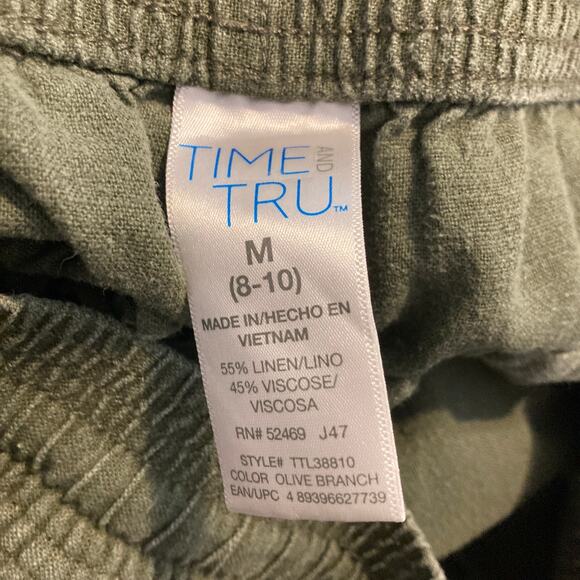 TIME AND
TRU™
M
(8-10)
MADE IN/HECHO EN
VIETNAM
55% LINEN/LINO
45% VISCOSE/
VISCOSA
RN# 52469 J47
STYLE# TTL38810
COLOR OLIVE BRANCH
EAN/UPC 4 89396627739